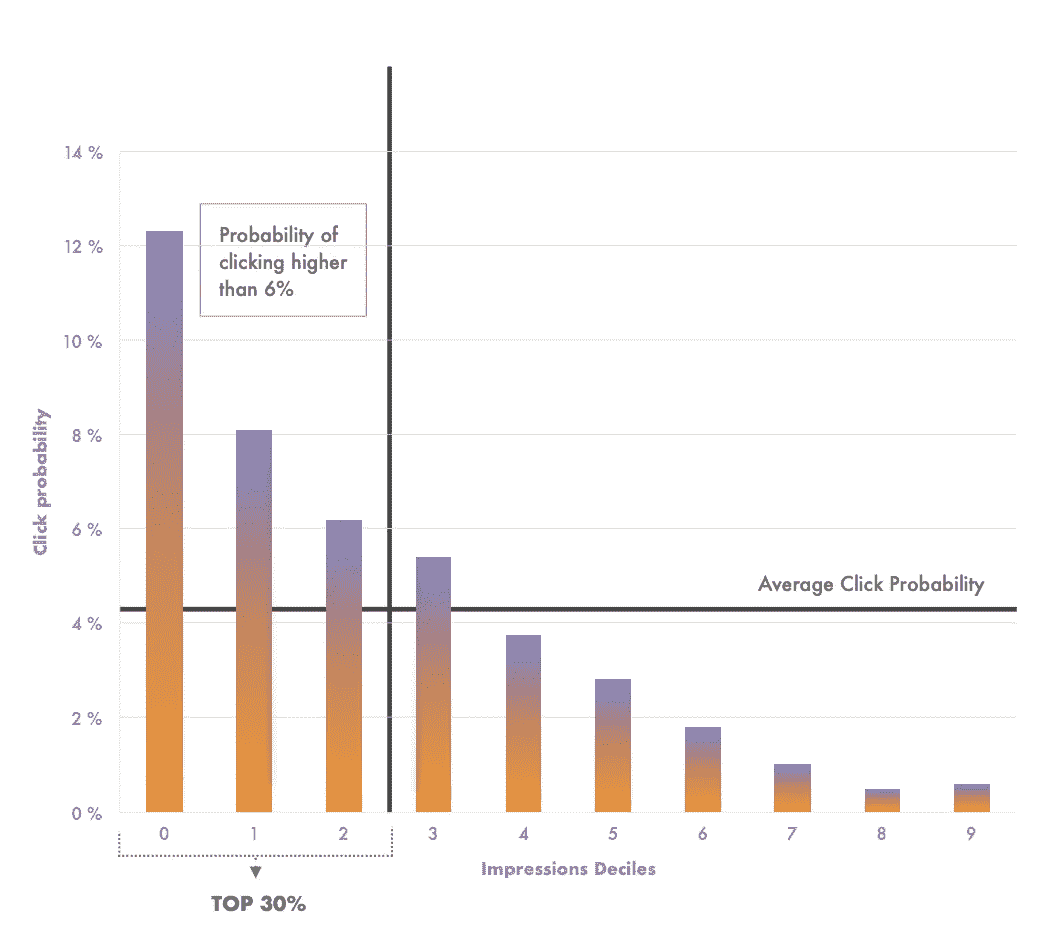 14 %
Probability of
clicking higher
than 6%
12 %
10 %
8 %
Click probability
6 %
Average Click Probability
4 %
2 %
0 %
0 1 2 3 4 5 6 7 8 9
Impressions Deciles
TOP 30%